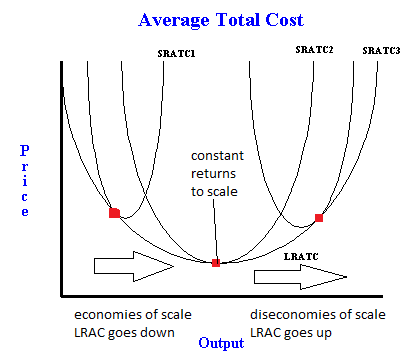 Average Total Cost
SRATC1
SRATC2
SRATC3
Price
constant
returns
to scale
LRATC
economies of scale
LRAC goes down
diseconomies of scale
LRAC goes up
Output